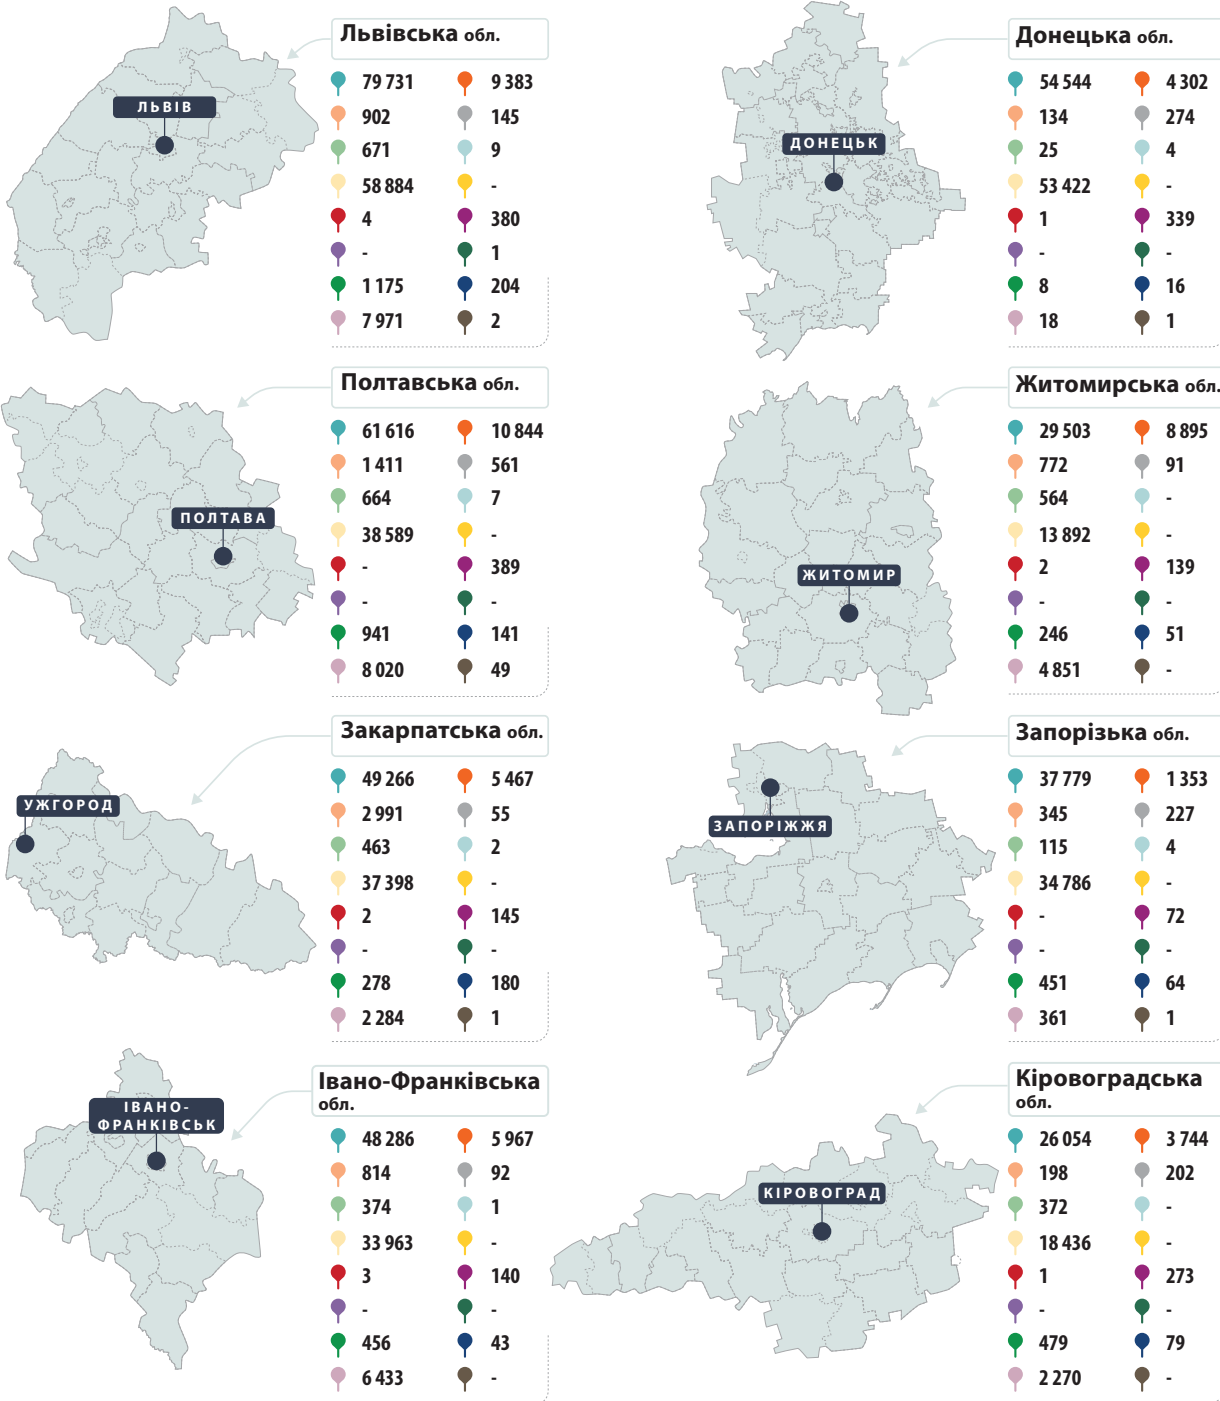 Львівська обл.
ЛЬВІВ
79 731 9 383
902 145
671 9
58 884 -
4 380
- 1
1 175 204
7 971 2
Донецька обл.
ДОНЕЦЬК
54 544 4 302
134 274
25 4
53 422 -
1 339
- -
8 16
18 1
Полтавська обл.
ПОЛТАВА
61 616 10 844
1 411 561
664 7
38 589 -
- 389
- -
941 141
8 020 49
Житомирська обл.
ЖИТОМИР
29 503 8 895
772 91
564 -
13 892 -
2 139
- -
246 51
4 851 -
Закарпатська обл.
УЖГОРОД
49 266 5 467
2 991 55
463 2
37 398 -
2 145
- -
278 180
2 284 1
Запорізька обл.
ЗАПОРІЖЖЯ
37 779 1 353
345 227
115 4
34 786 -
- 72
- -
451 64
361 1
Івано-Франківська
обл.
ІВАНО-
ФРАНКІВСЬК
48 286 5 967
814 92
374 1
33 963 -
3 140
- -
456 43
6 433 -
Кіровоградська
обл.
КІРОВОГРАД
26 054 3 744
198 202
372 -
18 436 -
1 273
- -
479 79
2 270 -